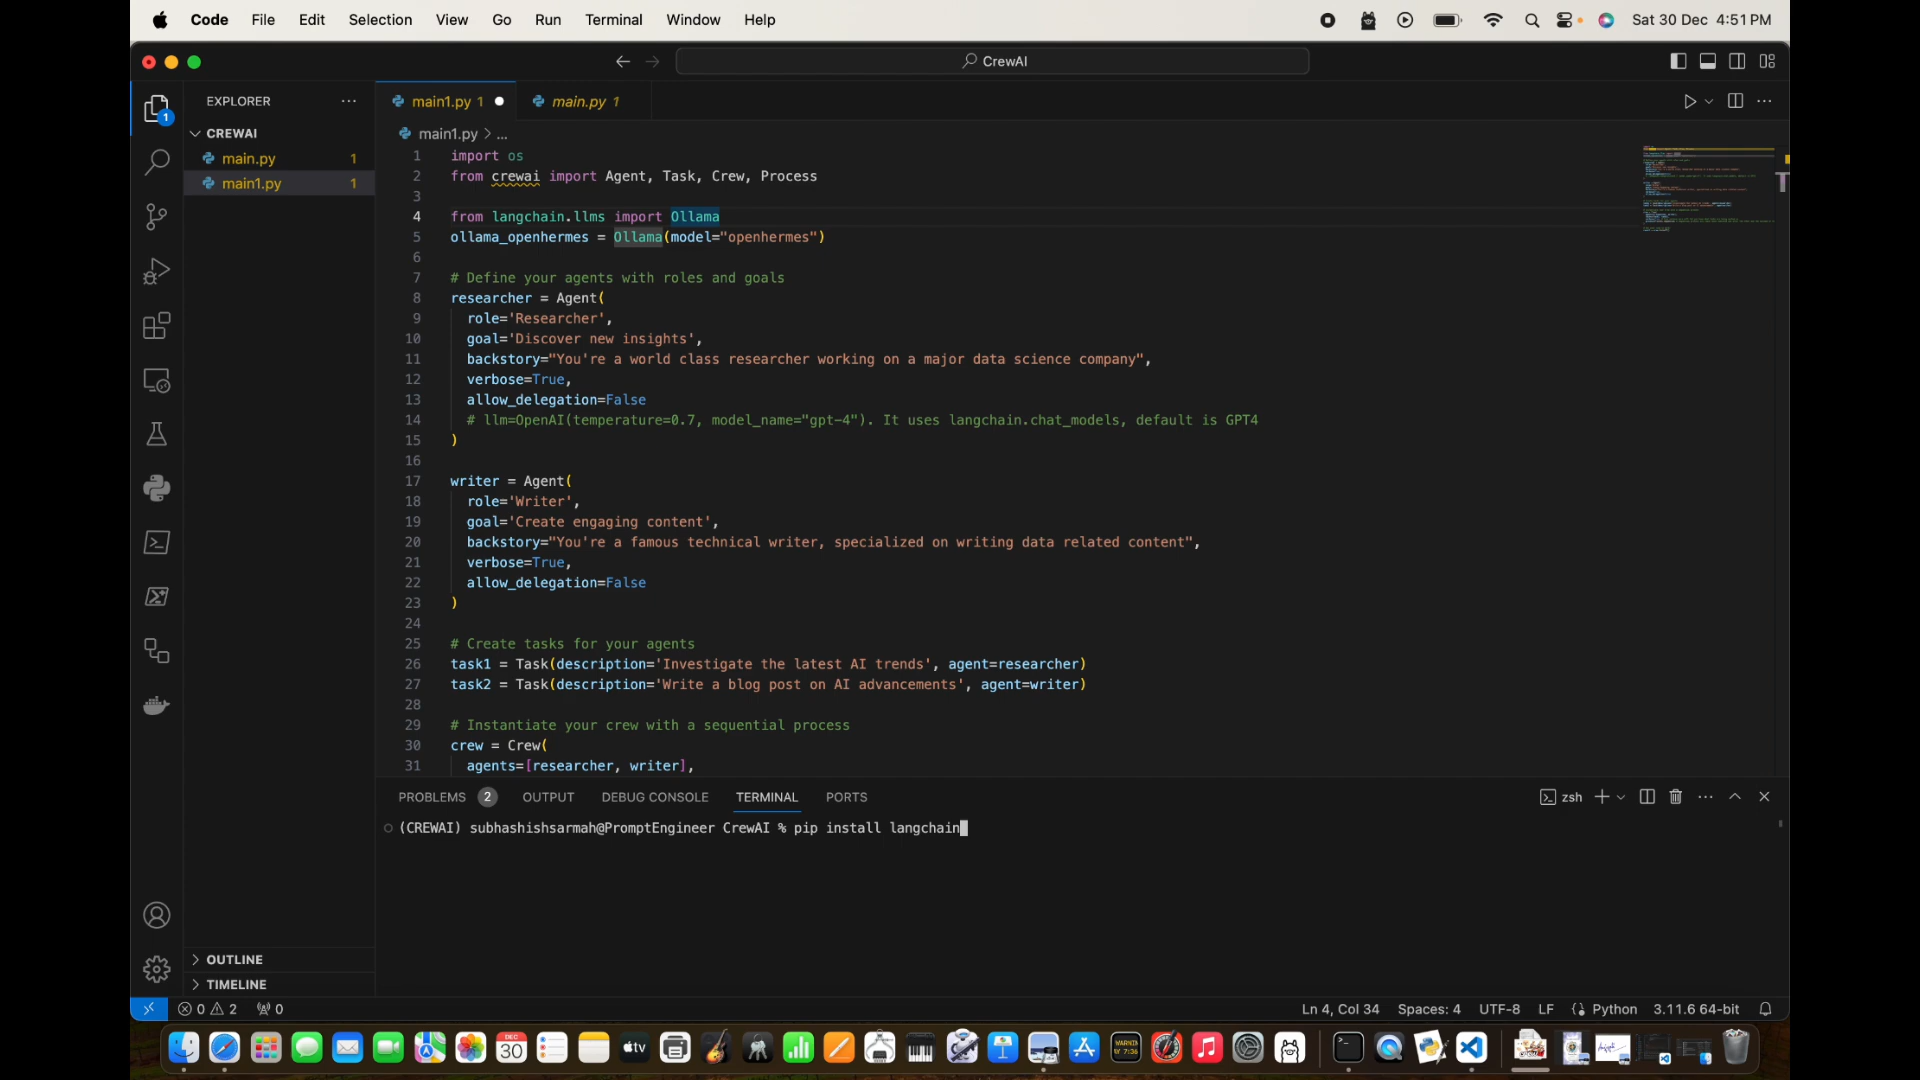 Code File Edit Selection View Go Run Terminal Window Help Sat 30 Dec 4:51 PM
CrewAI
EXPLORER
main1.py 1
main.py 1
CREWAI
main1.py > ...
main.py 1
main1.py 1
1 import os
2 from crewai import Agent, Task, Crew, Process
3
4 from langchain.llms import Ollama
5 ollama_openhermes = Ollama(model="openhermes")
6
7 # Define your agents with roles and goals
8 researcher = Agent(
9 role='Researcher',
10 goal='Discover new insights',
11 backstory="You're a world class researcher working on a major data science company",
12 verbose=True,
13 allow_delegation=False
14 # llm=OpenAI(temperature=0.7, model_name="gpt-4"). It uses langchain.chat_models, default is GPT4
15 )
16
17 writer = Agent(
18 role='Writer',
19 goal='Create engaging content',
20 backstory="You're a famous technical writer, specialized on writing data related content",
21 verbose=True,
22 allow_delegation=False
23 )
24
25 # Create tasks for your agents
26 task1 = Task(description='Investigate the latest AI trends', agent=researcher)
27 task2 = Task(description='Write a blog post on AI advancements', agent=writer)
28
29 # Instantiate your crew with a sequential process
30 crew = Crew(
31 agents=[researcher, writer],
PROBLEMS 2 OUTPUT DEBUG CONSOLE TERMINAL PORTS zsh
(CREWAI) subhashishsarmah@PromptEngineer CrewAI % pip install langchain
OUTLINE
TIMELINE
0 2 0 Ln 4, Col 34 Spaces: 4 UTF-8 LF Python 3.11.6 64-bit
DEC
30
tv